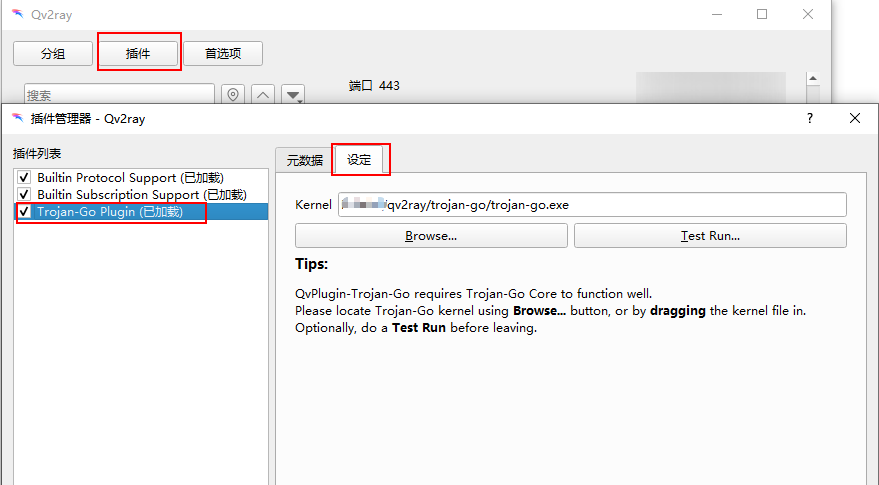 Qv2ray
分组
插件
首选项
搜索
端口 443
插件管理器 - Qv2ray
?
插件列表
元数据
设定
Builtin Protocol Support (已加载)
Builtin Subscription Support (已加载)
Trojan-Go Plugin (已加载)
Kernel
/qv2ray/trojan-go/trojan-go.exe
Browse...
Test Run...
Tips:
QvPlugin-Trojan-Go requires Trojan-Go Core to function well.
Please locate Trojan-Go kernel using Browse... button, or by dragging the kernel file in.
Optionally, do a Test Run before leaving.